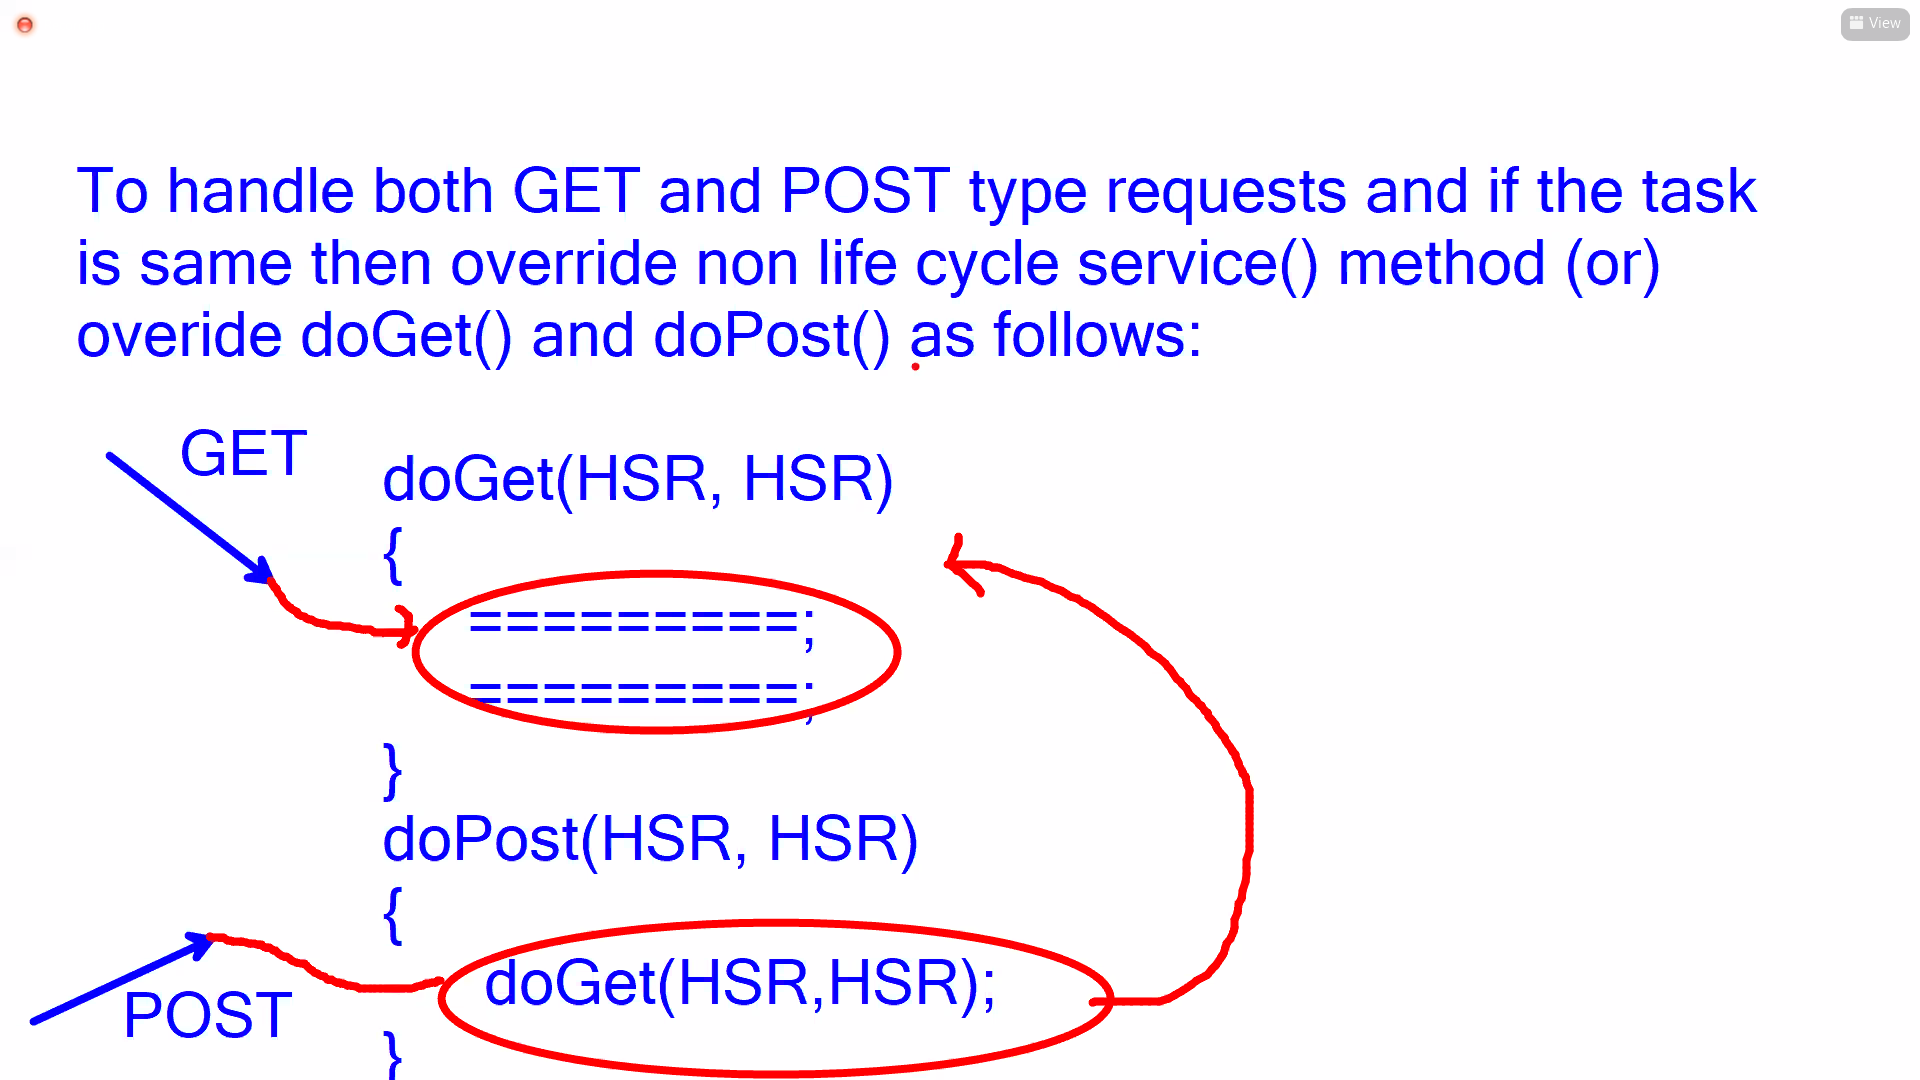 View
To handle both GET and POST type requests and if the task
is same then override non life cycle service() method (or)
overide doGet() and doPost() as follows:
GET
doGet(HSR, HSR)
{
=========;
=========;
}
doPost(HSR, HSR)
{
doGet(HSR,HSR);
POST
}